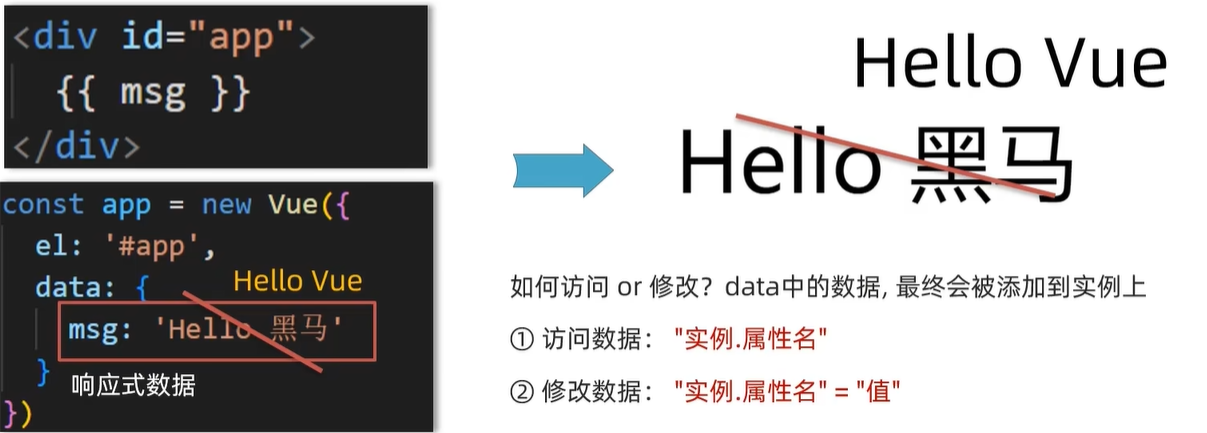 <div id="app">
{{ msg }}
</div>
const app = new Vue({
el: '#app',
data: {
Hello Vue
msg: 'Hello 黑马'
}
响应式数据
})
Hello Vue
Hello 黑马
如何访问 or 修改？data中的数据, 最终会被添加到实例上
① 访问数据： "实例.属性名"
② 修改数据： "实例.属性名" = "值"